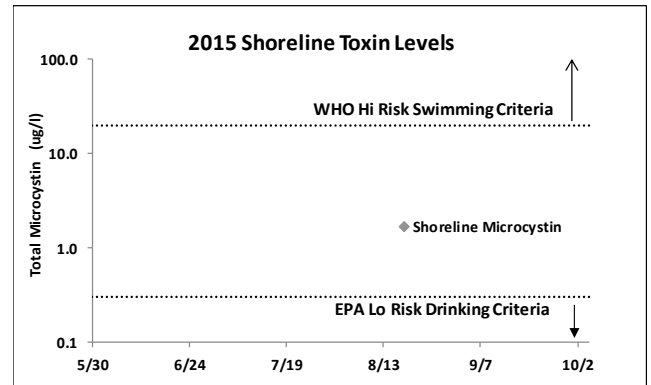 2015 Shoreline Toxin Levels
100.0
WHO Hi Risk Swimming Criteria
10.0
Total Microcystin (ug/l)
Shoreline Microcystin
1.0
EPA Lo Risk Drinking Criteria
0.1
5/30 6/24 7/19 8/13 9/7 10/2